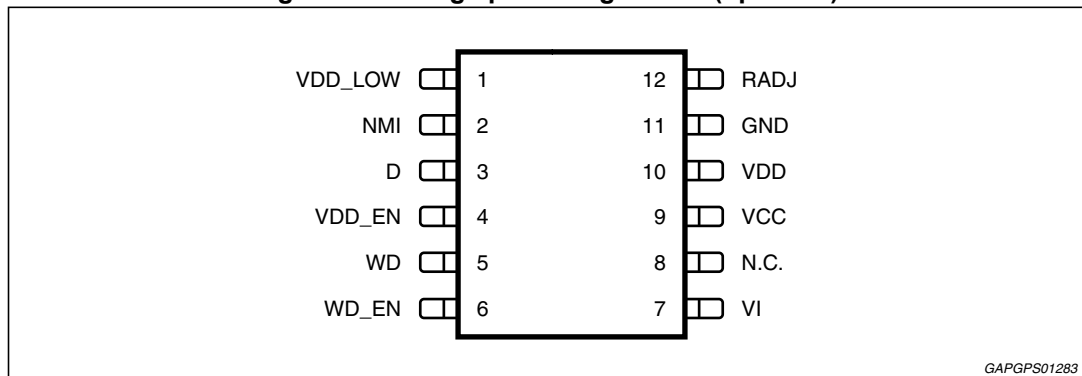 VDD_LOW 1 12 RADJ
NMI 2 11 GND
D 3 10 VDD
VDD_EN 4 9 VCC
WD 5 8 N.C.
WD_EN 6 7 VI
GAPGPS01283